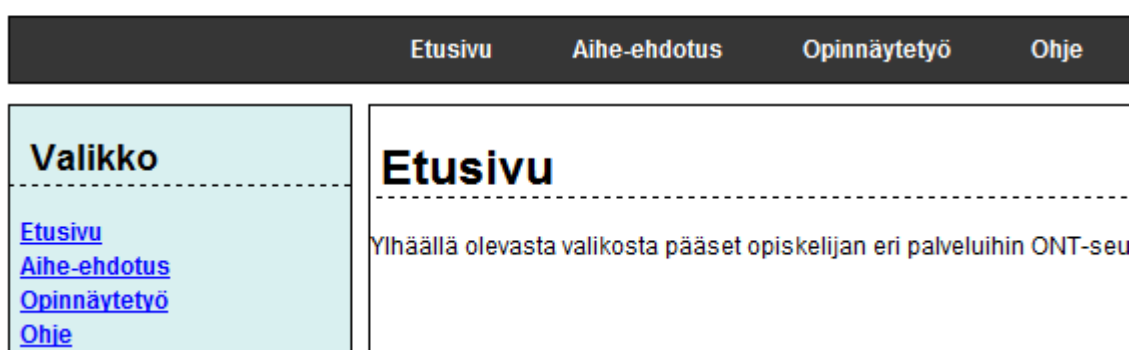 Etusivu Aihe-ehdotus Opinnäytetyö Ohje
Valikko
Etusivu
Aihe-ehdotus
Opinnäytetyö
Ohje
Etusivu
Ylhäällä olevasta valikosta pääset opiskelijan eri palveluihin ONT-seu